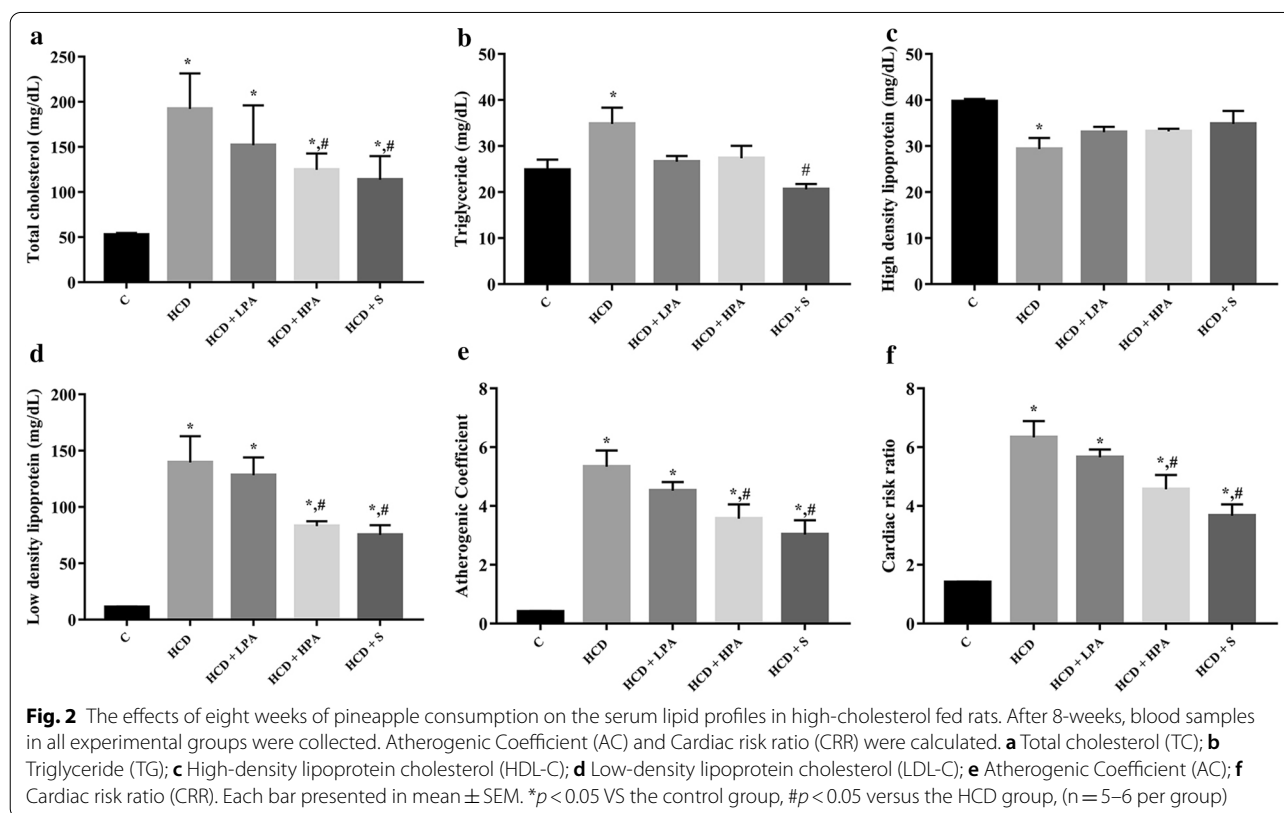 a
Total cholesterol (mg/dL)
250
200
150
100
50
0
*
*
*,#
*,#
C
HCD
HCD + LPA
HCD + HPA
HCD + S
b
Triglyceride (mg/dL)
50
40
30
20
10
0
*
#
C
HCD
HCD + LPA
HCD + HPA
HCD + S
c
High density lipoprotein (mg/dL)
50
40
30
20
10
0
*
C
HCD
HCD + LPA
HCD + HPA
HCD + S
d
Low density lipoprotein (mg/dL)
200
150
100
50
0
*
*
*,#
*,#
C
HCD
HCD + LPA
HCD + HPA
HCD + S
e
Atherogenic Coefficient
8
6
4
2
0
*
*
*,#
*,#
C
HCD
HCD + LPA
HCD + HPA
HCD + S
f
Cardiac risk ratio
8
6
4
2
0
*
*
*,#
*,#
C
HCD
HCD + LPA
HCD + HPA
HCD + S
Fig. 2 The effects of eight weeks of pineapple consumption on the serum lipid profiles in high-cholesterol fed rats. After 8-weeks, blood samples
in all experimental groups were collected. Atherogenic Coefficient (AC) and Cardiac risk ratio (CRR) were calculated. a Total cholesterol (TC); b
Triglyceride (TG); c High-density lipoprotein cholesterol (HDL-C); d Low-density lipoprotein cholesterol (LDL-C); e Atherogenic Coefficient (AC); f
Cardiac risk ratio (CRR). Each bar presented in mean ± SEM. *p < 0.05 VS the control group, #p < 0.05 versus the HCD group, (n = 5–6 per group)